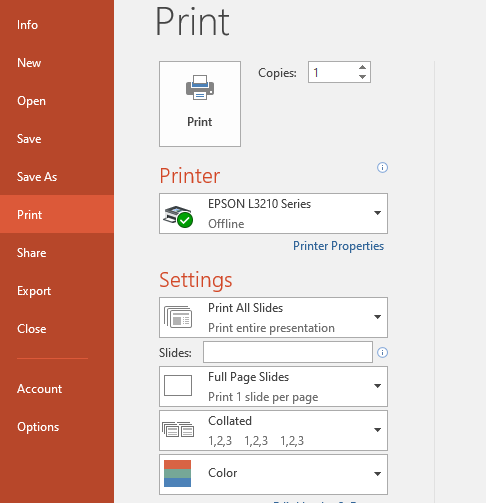 Info
New
Open
Save
Save As
Print
Share
Export
Close
Account
Options
Print
Print
Copies: 1
Printer
EPSON L3210 Series
Offline
Printer Properties
Settings
Print All Slides
Print entire presentation
Slides:
Full Page Slides
Print 1 slide per page
Collated
1,2,3 1,2,3 1,2,3
Color